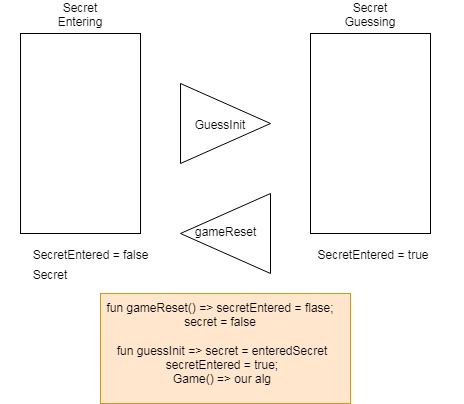 Secret
Entering
Secret
Guessing
GuessInit
gameReset
SecretEntered = false
Secret
SecretEntered = true
fun gameReset() => secretEntered = flase;
secret = false
fun guessInit => secret = enteredSecret
secretEntered = true;
Game() => our alg